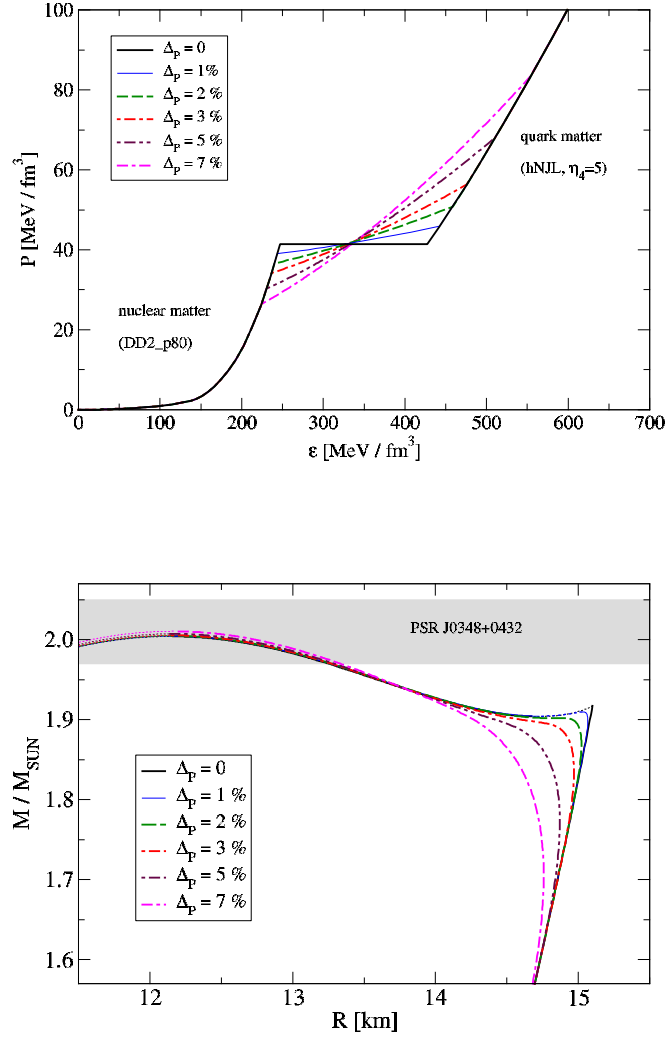 100
80
60
40
20
0
P [MeV / fm³]
Δ_P = 0
Δ_P = 1%
Δ_P = 2 %
Δ_P = 3 %
Δ_P = 5 %
Δ_P = 7 %
quark matter
(hNJL, η₄=5)
nuclear matter
(DD2_p80)
0 100 200 300 400 500 600 700
ε [MeV / fm³]
PSR J0348+0432
2.0
1.9
1.8
1.7
1.6
M / M_SUN
Δ_P = 0
Δ_P = 1 %
Δ_P = 2 %
Δ_P = 3 %
Δ_P = 5 %
Δ_P = 7 %
12 13 14 15
R [km]